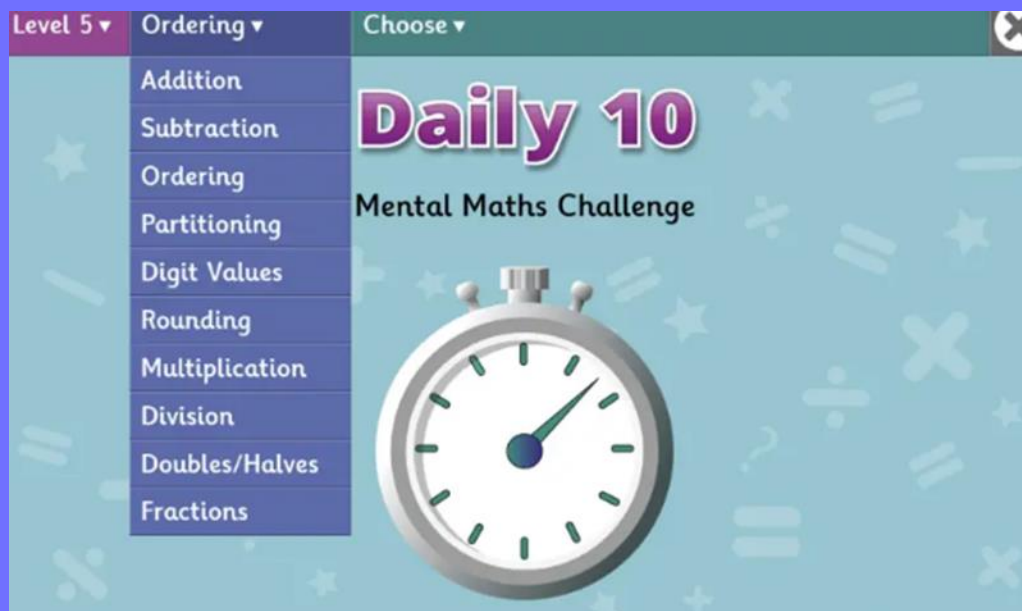 Level 5▾ Ordering▾ Choose▾
Addition
Subtraction
Ordering
Partitioning
Digit Values
Rounding
Multiplication
Division
Doubles/Halves
Fractions
Daily 10
Mental Maths Challenge